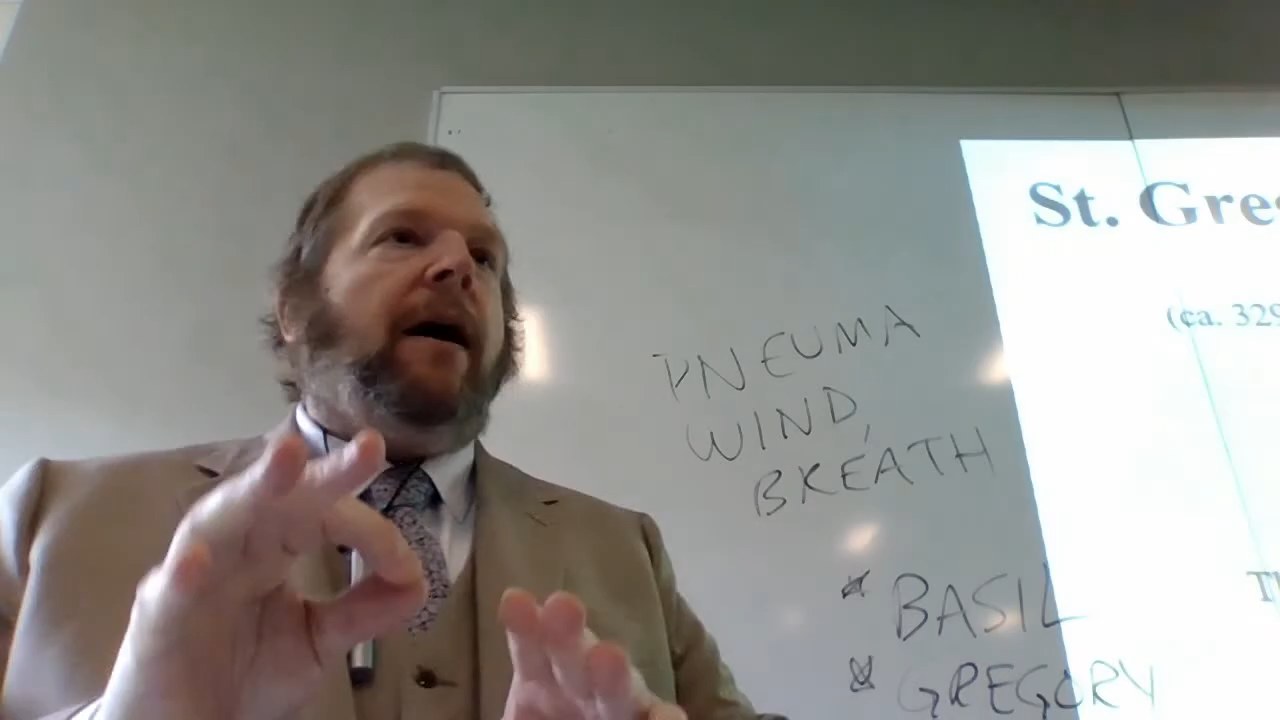 St. Gre
(ca. 329
PNEUMA
WIND,
BREATH
* BASIL
* GREGORY